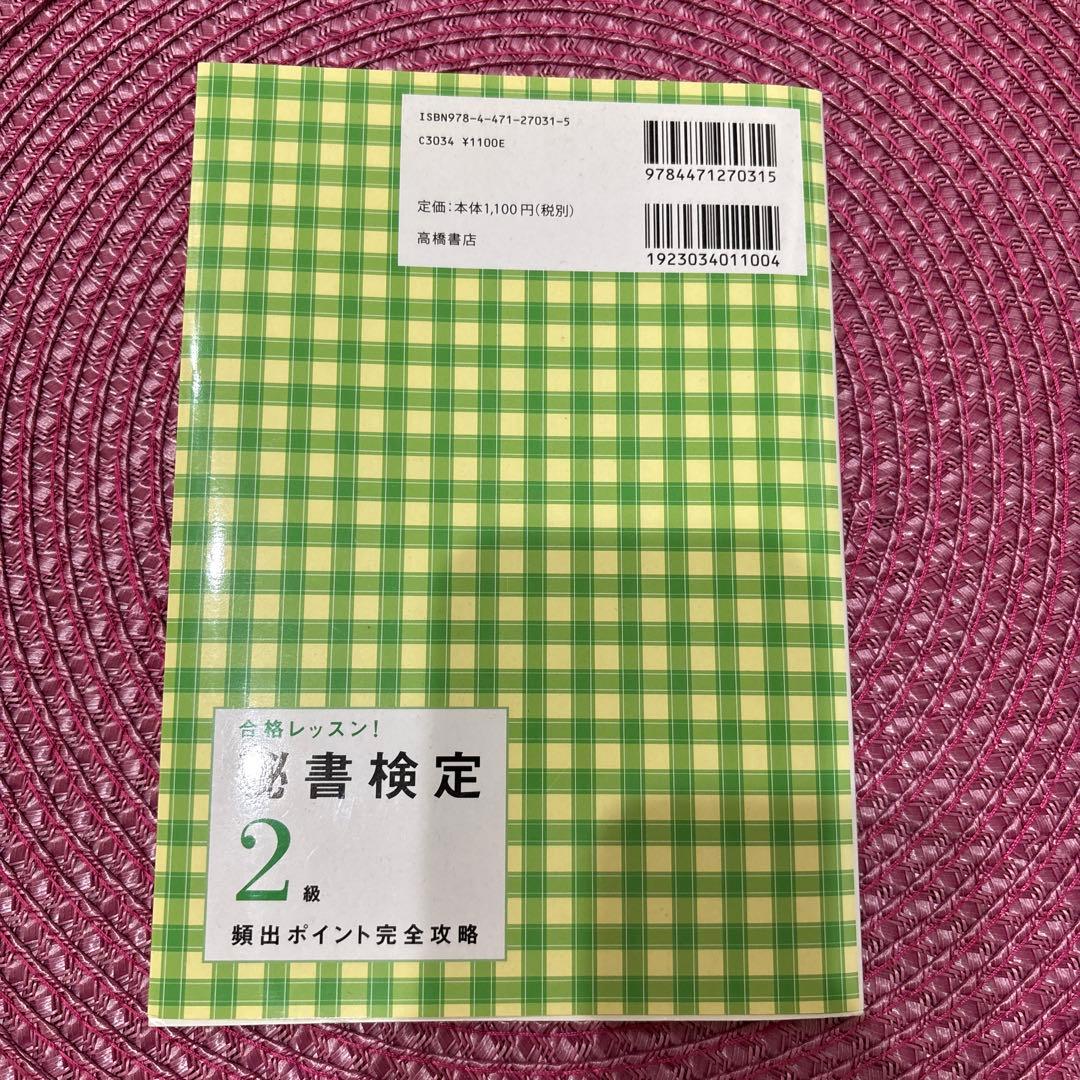 ISBN978-4-471-27031-5
C3034 ¥1100E
9784471270315
定価：本体1,100円（税別）
高橋書店
1923034011004
合格レッスン！
秘書検定
2級
頻出ポイント完全攻略